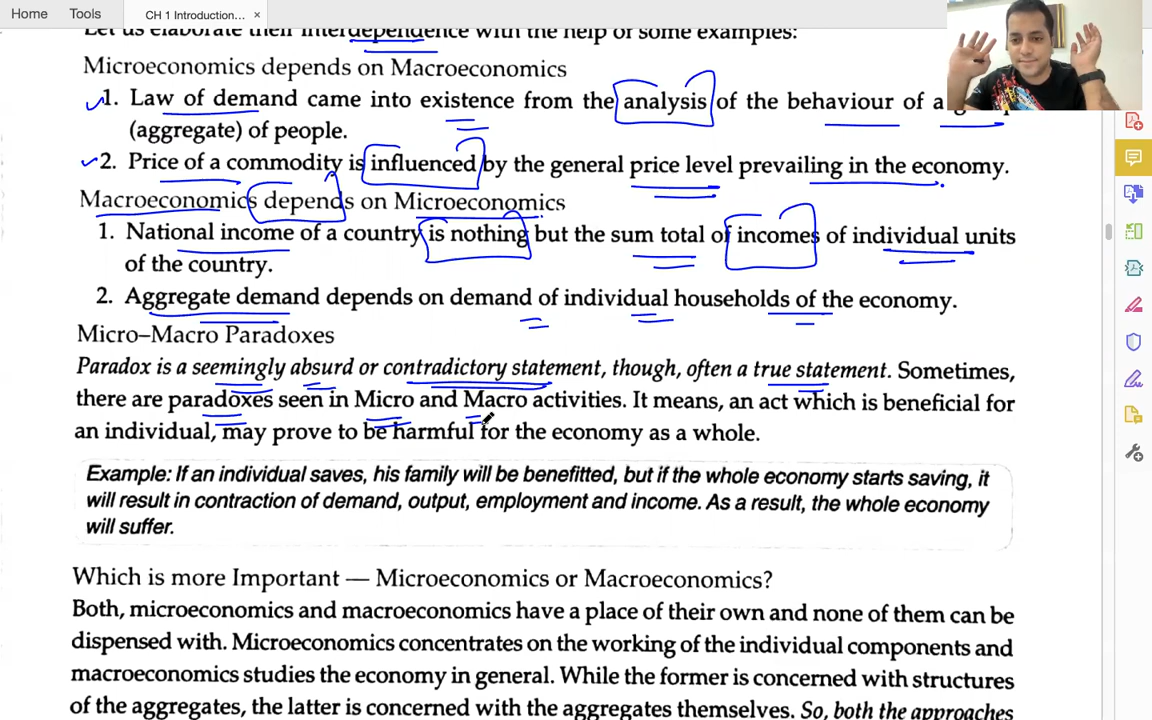 Home Tools CH 1 Introduction... ×
Let us elaborate their interdependence with the help of some examples:
Microeconomics depends on Macroeconomics
1. Law of demand came into existence from the analysis of the behaviour of a
(aggregate) of people.
2. Price of a commodity is influenced by the general price level prevailing in the economy.
Macroeconomics depends on Microeconomics
1. National income of a country is nothing but the sum total of incomes of individual units
of the country.
2. Aggregate demand depends on demand of individual households of the economy.
Micro–Macro Paradoxes
Paradox is a seemingly absurd or contradictory statement, though, often a true statement. Sometimes,
there are paradoxes seen in Micro and Macro activities. It means, an act which is beneficial for
an individual, may prove to be harmful for the economy as a whole.
Example: If an individual saves, his family will be benefitted, but if the whole economy starts saving, it
will result in contraction of demand, output, employment and income. As a result, the whole economy
will suffer.
Which is more Important — Microeconomics or Macroeconomics?
Both, microeconomics and macroeconomics have a place of their own and none of them can be
dispensed with. Microeconomics concentrates on the working of the individual components and
macroeconomics studies the economy in general. While the former is concerned with structures
of the aggregates, the latter is concerned with the aggregates themselves. So, both the approaches